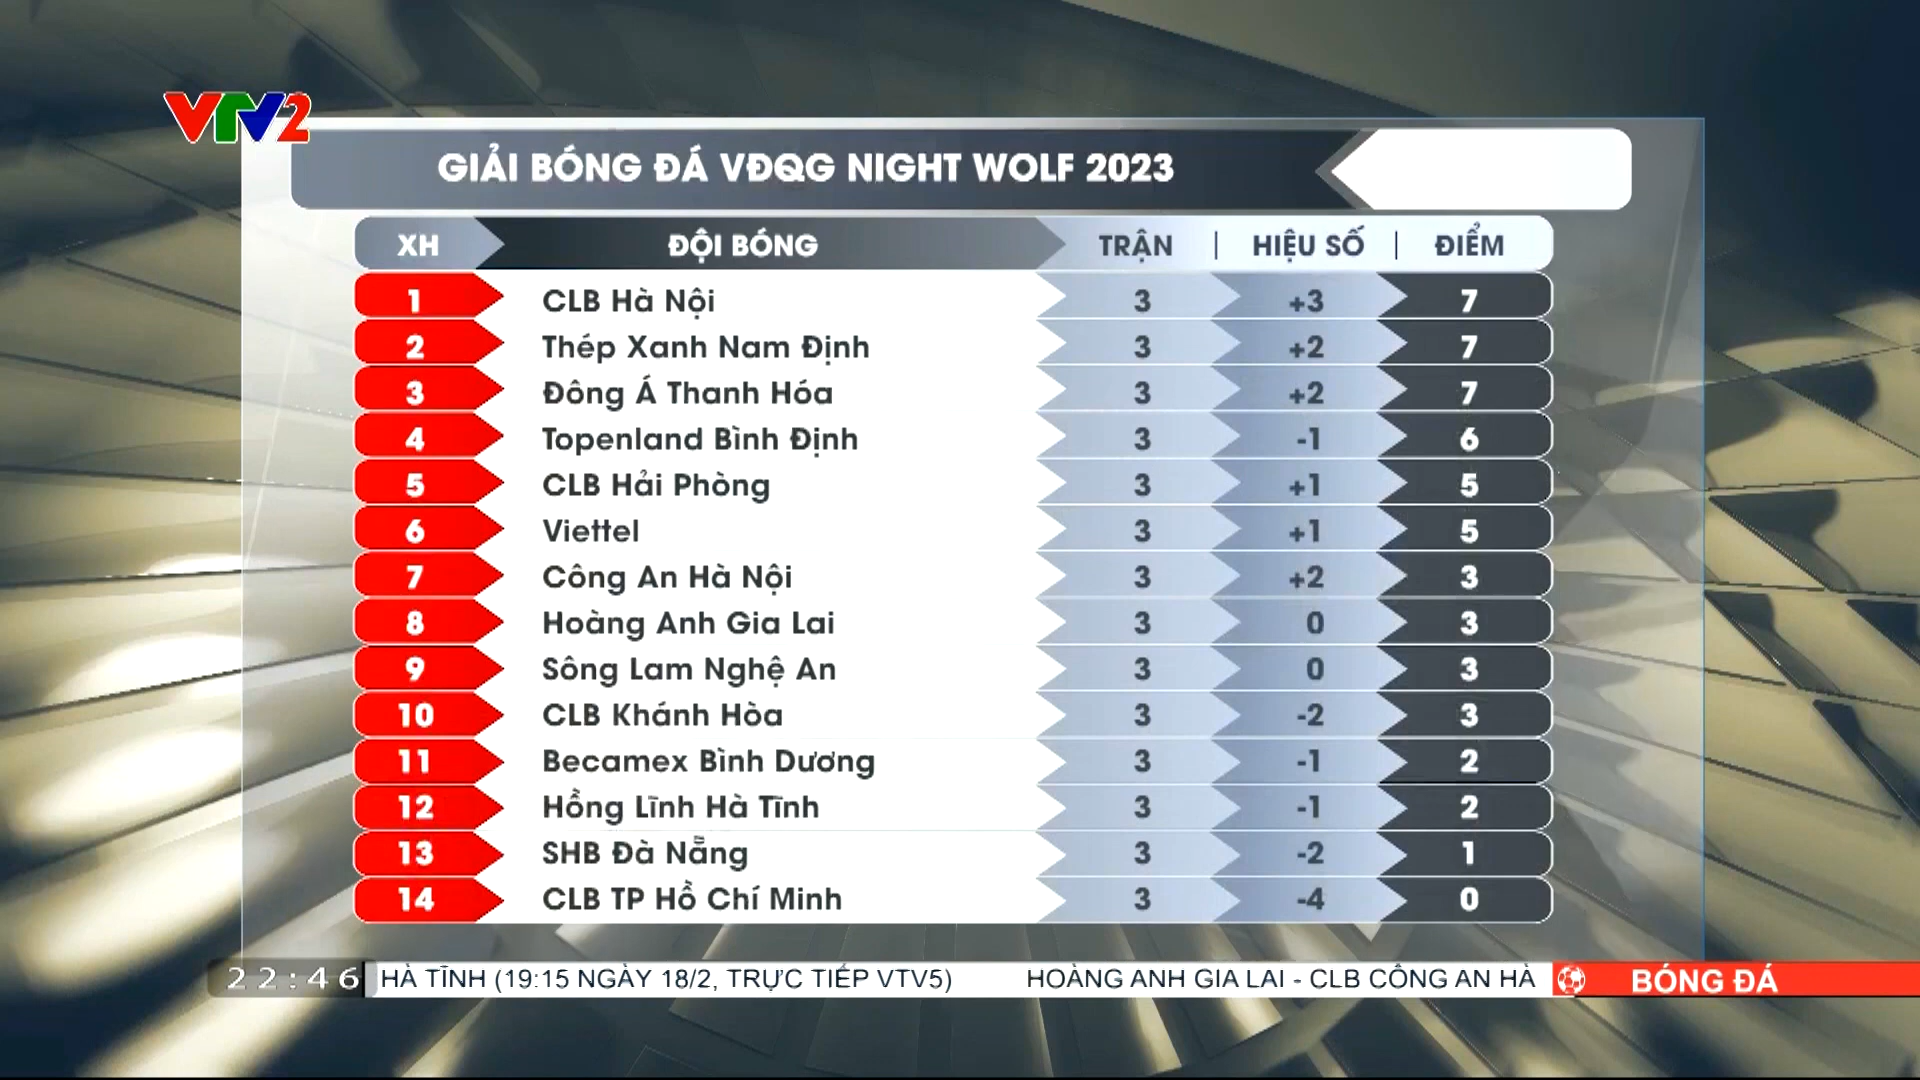 VTV2
GIẢI BÓNG ĐÁ VĐQG NIGHT WOLF 2023
XH ĐỘI BÓNG TRẬN | HIỆU SỐ | ĐIỂM
1 CLB Hà Nội 3 +3 7
2 Thép Xanh Nam Định 3 +2 7
3 Đông Á Thanh Hóa 3 +2 7
4 Topenland Bình Định 3 -1 6
5 CLB Hải Phòng 3 +1 5
6 Viettel 3 +1 5
7 Công An Hà Nội 3 +2 3
8 Hoàng Anh Gia Lai 3 0 3
9 Sông Lam Nghệ An 3 0 3
10 CLB Khánh Hòa 3 -2 3
11 Becamex Bình Dương 3 -1 2
12 Hồng Lĩnh Hà Tĩnh 3 -1 2
13 SHB Đà Nẵng 3 -2 1
14 CLB TP Hồ Chí Minh 3 -4 0
22:46 HÀ TĨNH (19:15 NGÀY 18/2, TRỰC TIẾP VTV5) HOÀNG ANH GIA LAI - CLB CÔNG AN HÀ BÓNG ĐÁ